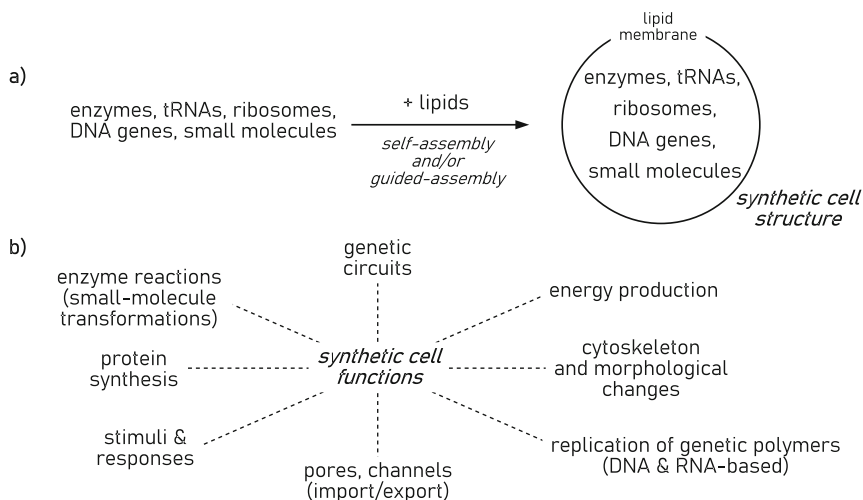 a)
enzymes, tRNAs, ribosomes,
DNA genes, small molecules
+ lipids
self-assembly
and/or
guided-assembly
lipid
membrane
enzymes, tRNAs,
ribosomes,
DNA genes,
small molecules
synthetic cell
structure
b)
genetic
circuits
enzyme reactions
(small-molecule
transformations)
energy production
protein
synthesis
synthetic cell
functions
cytoskeleton
and morphological
changes
stimuli &
responses
pores, channels
(import/export)
replication of genetic polymers
(DNA & RNA-based)